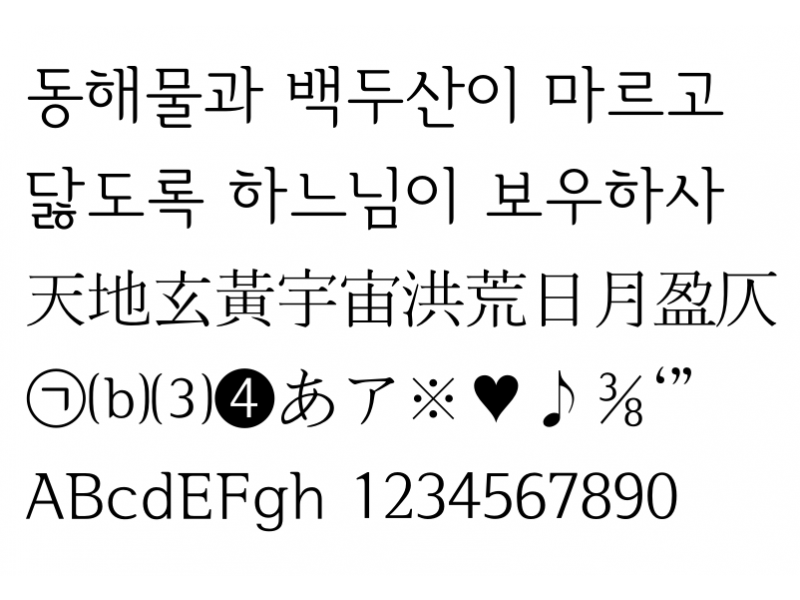 동해물과 백두산이 마르고
닳도록 하느님이 보우하사
天地玄黃宇宙洪荒日月盈仄
㉠⒝⑶❹あア※♥♪⅜‘”
ABcdEFgh 1234567890